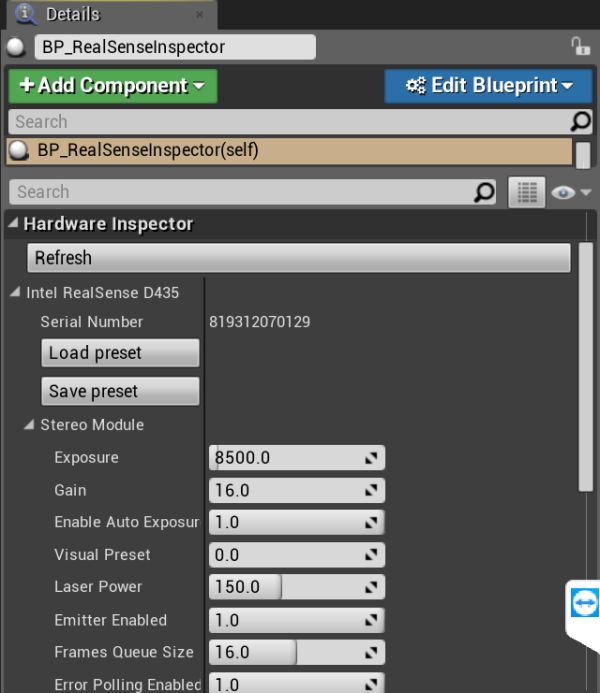 Details
BP_RealSenseInspector
+Add Component
Edit Blueprint
Search
BP_RealSenseInspector(self)
Search
Hardware Inspector
Refresh
Intel RealSense D435
Serial Number 819312070129
Load preset
Save preset
Stereo Module
Exposure 8500.0
Gain 16.0
Enable Auto Exposur 1.0
Visual Preset 0.0
Laser Power 150.0
Emitter Enabled 1.0
Frames Queue Size 16.0
Error Polling Enabled 1.0